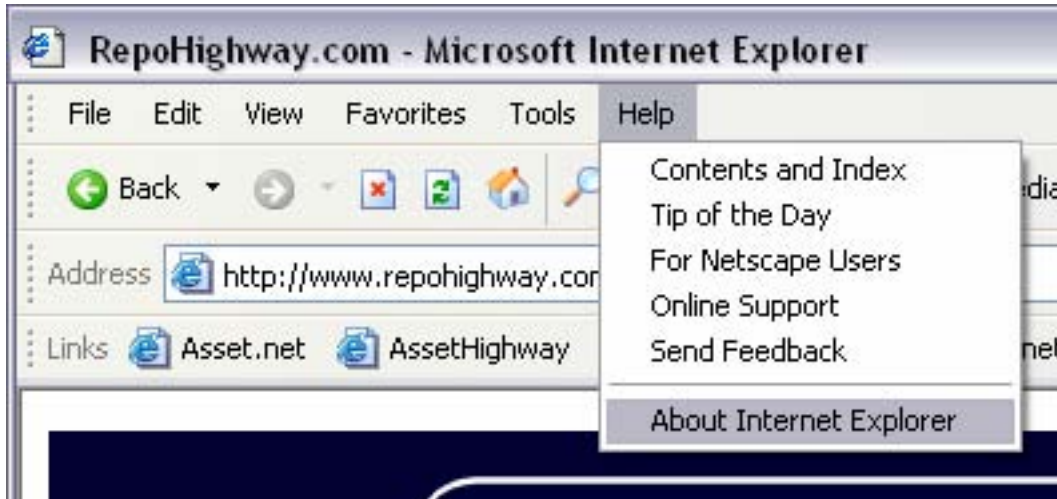 RepoHighway.com - Microsoft Internet Explorer
File Edit View Favorites Tools Help
Contents and Index
Back
Tip of the Day
Address http://www.repohighway.co
For Netscape Users
Online Support
Links Asset.net AssetHighway
Send Feedback
About Internet Explorer